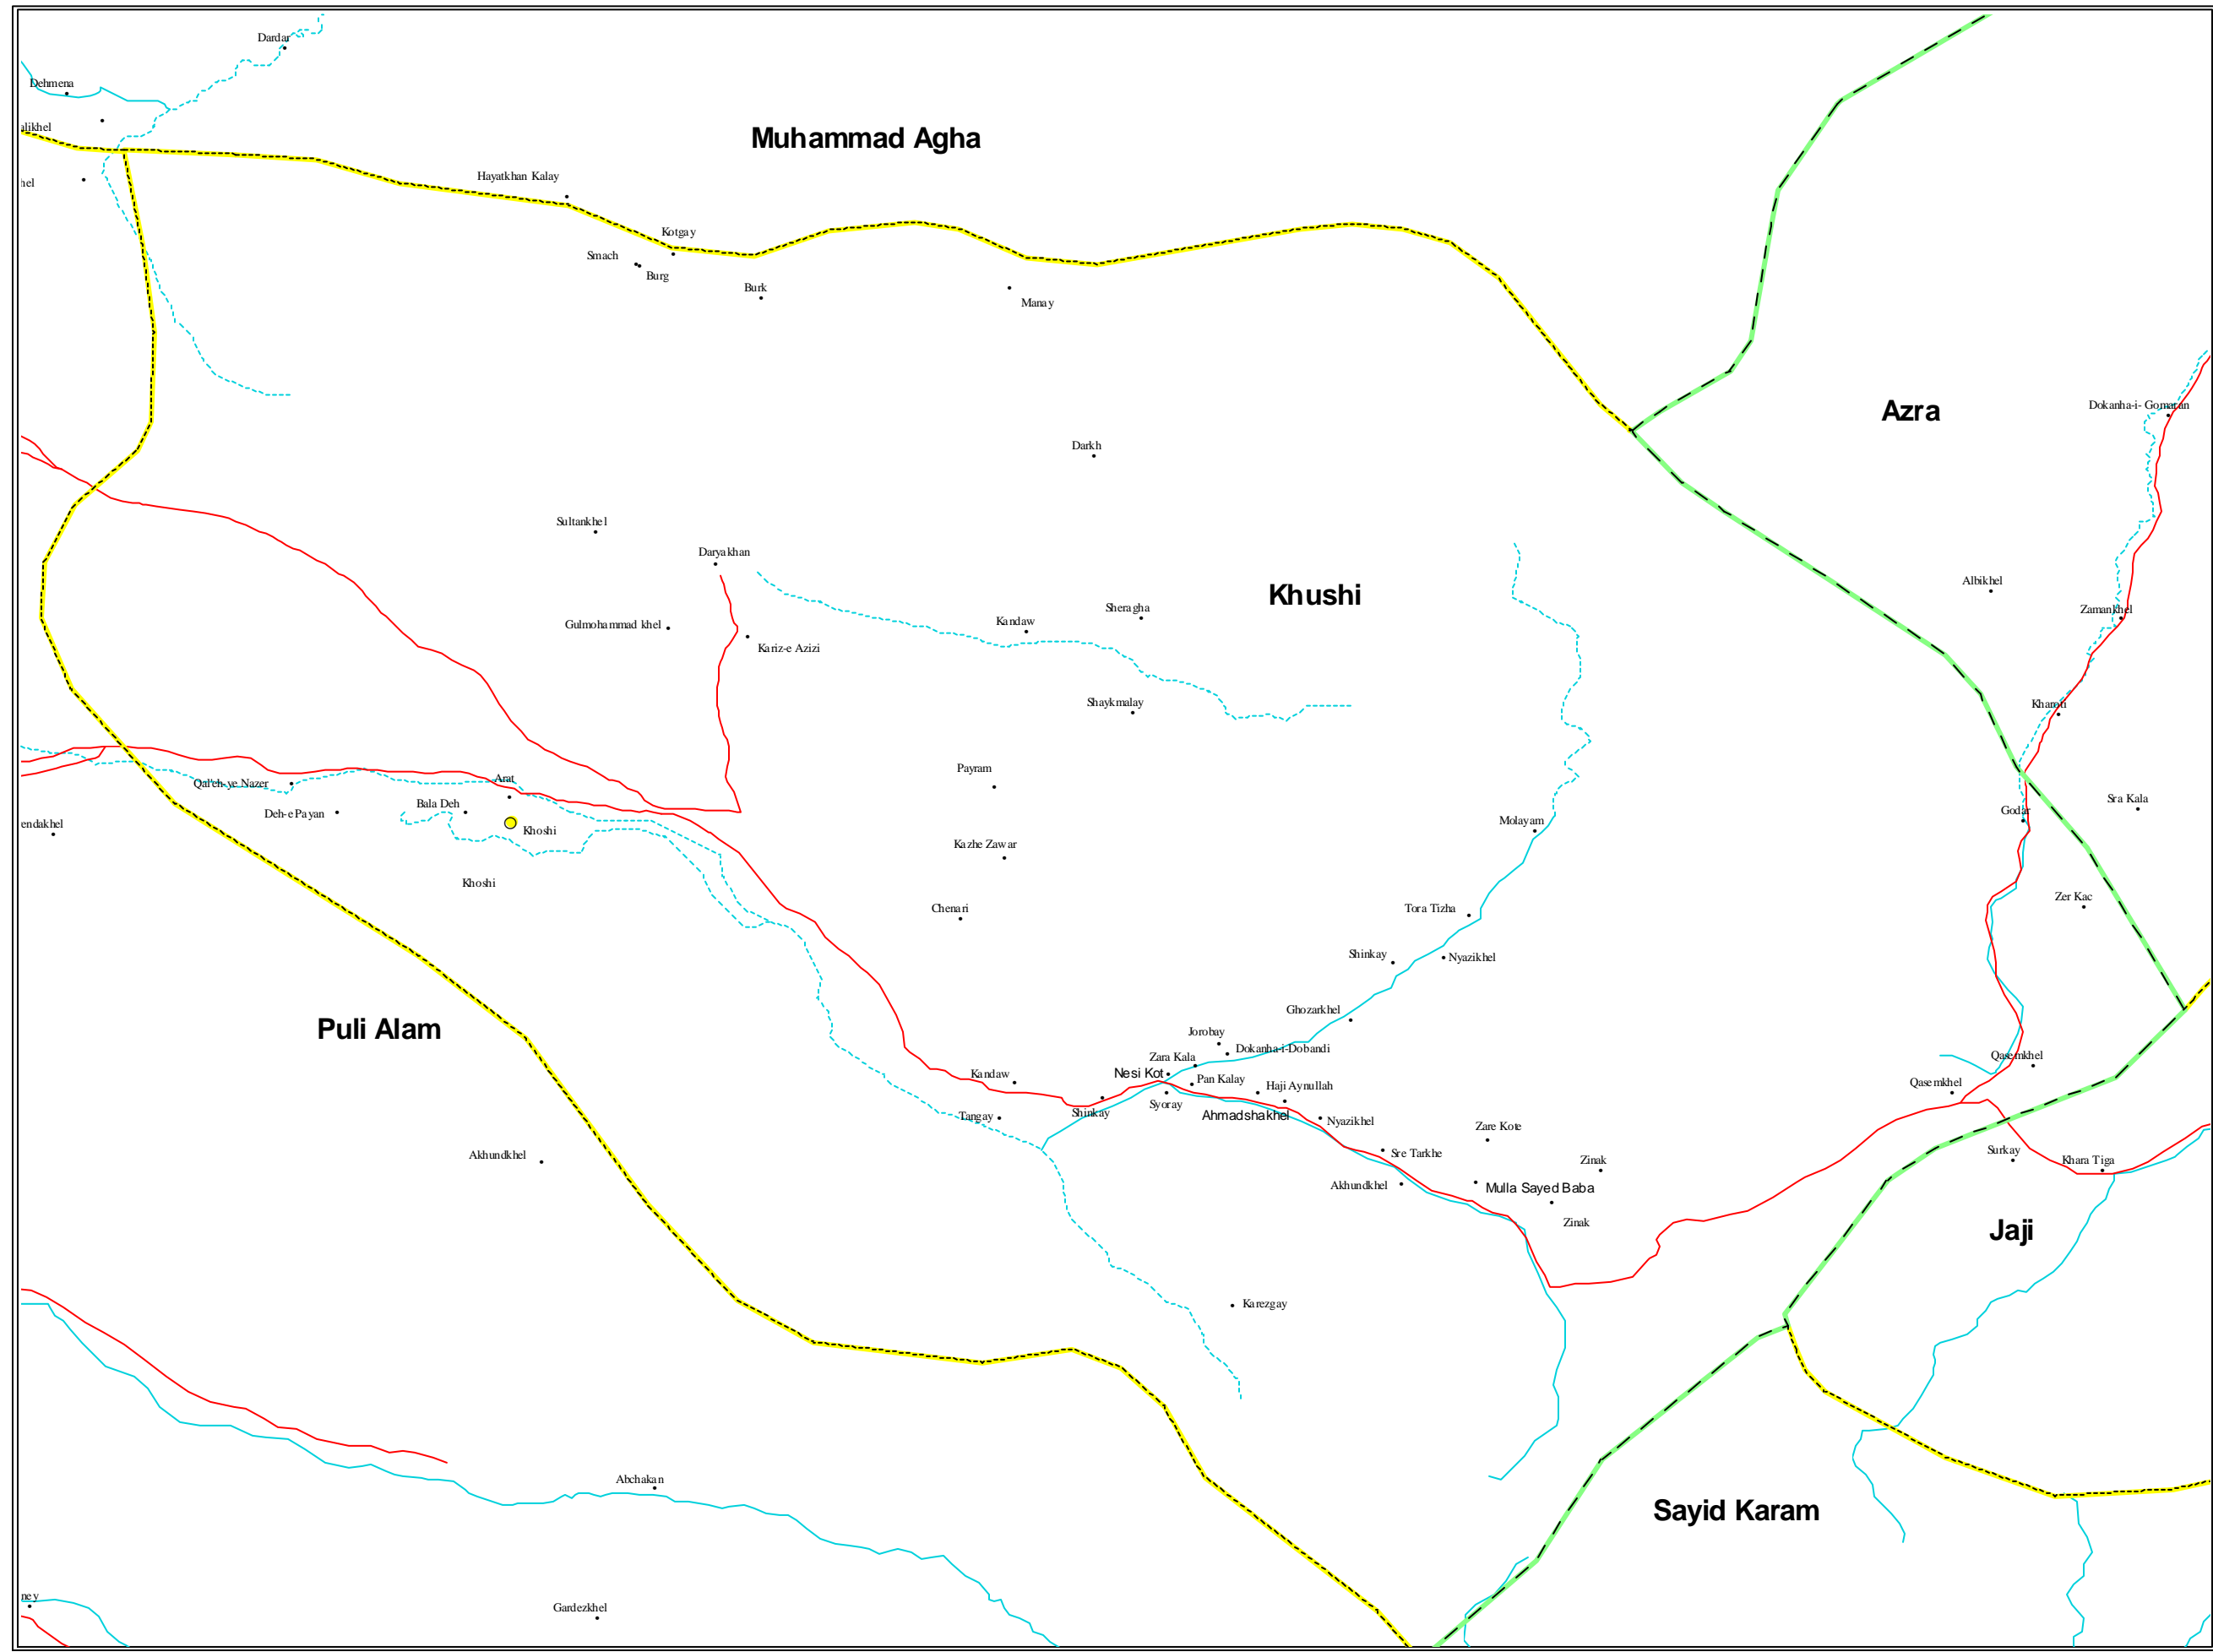 Dardar
Dehmena
alikhel
Muhammad Agha
hel
Hayatkhan Kalay
Kotgay
Smach
Burg
Burk
Manay
Azra
Dokanha-i- Gomaran
Darkh
Sultankhel
Daryakhan
Albikhel
Khushi
Sheragha
Zamankhel
Kandaw
Gulmohammad khel
Kariz-e Azizi
Shaykmalay
Kharoti
Payram
Arat
Qal'eh-ye Nazer
Bala Deh
Deh-e Payan
Sra Kala
Godar
endakhel
Khoshi
Molayam
Kazhe Zawar
Khoshi
Zer Kac
Chenari
Tora Tizha
Shinkay
Nyazikhel
Ghozarkhel
Puli Alam
Jorobay
Dokanha-i-Dobandi
Zara Kala
Qasemkhel
Kandaw
Nesi Kot
Pan Kalay
Haji Aynullah
Qasemkhel
Syoray
Shinkay
Tangay
Ahmadshakhel
Nyazikhel
Zare Kote
Sre Tarkhe
Surkay
Akhundkhel
Zinak
Khara Tiga
Akhundkhel
Mulla Sayed Baba
Zinak
Jaji
Karezgay
Abchakan
Sayid Karam
ney
Gardezkhel